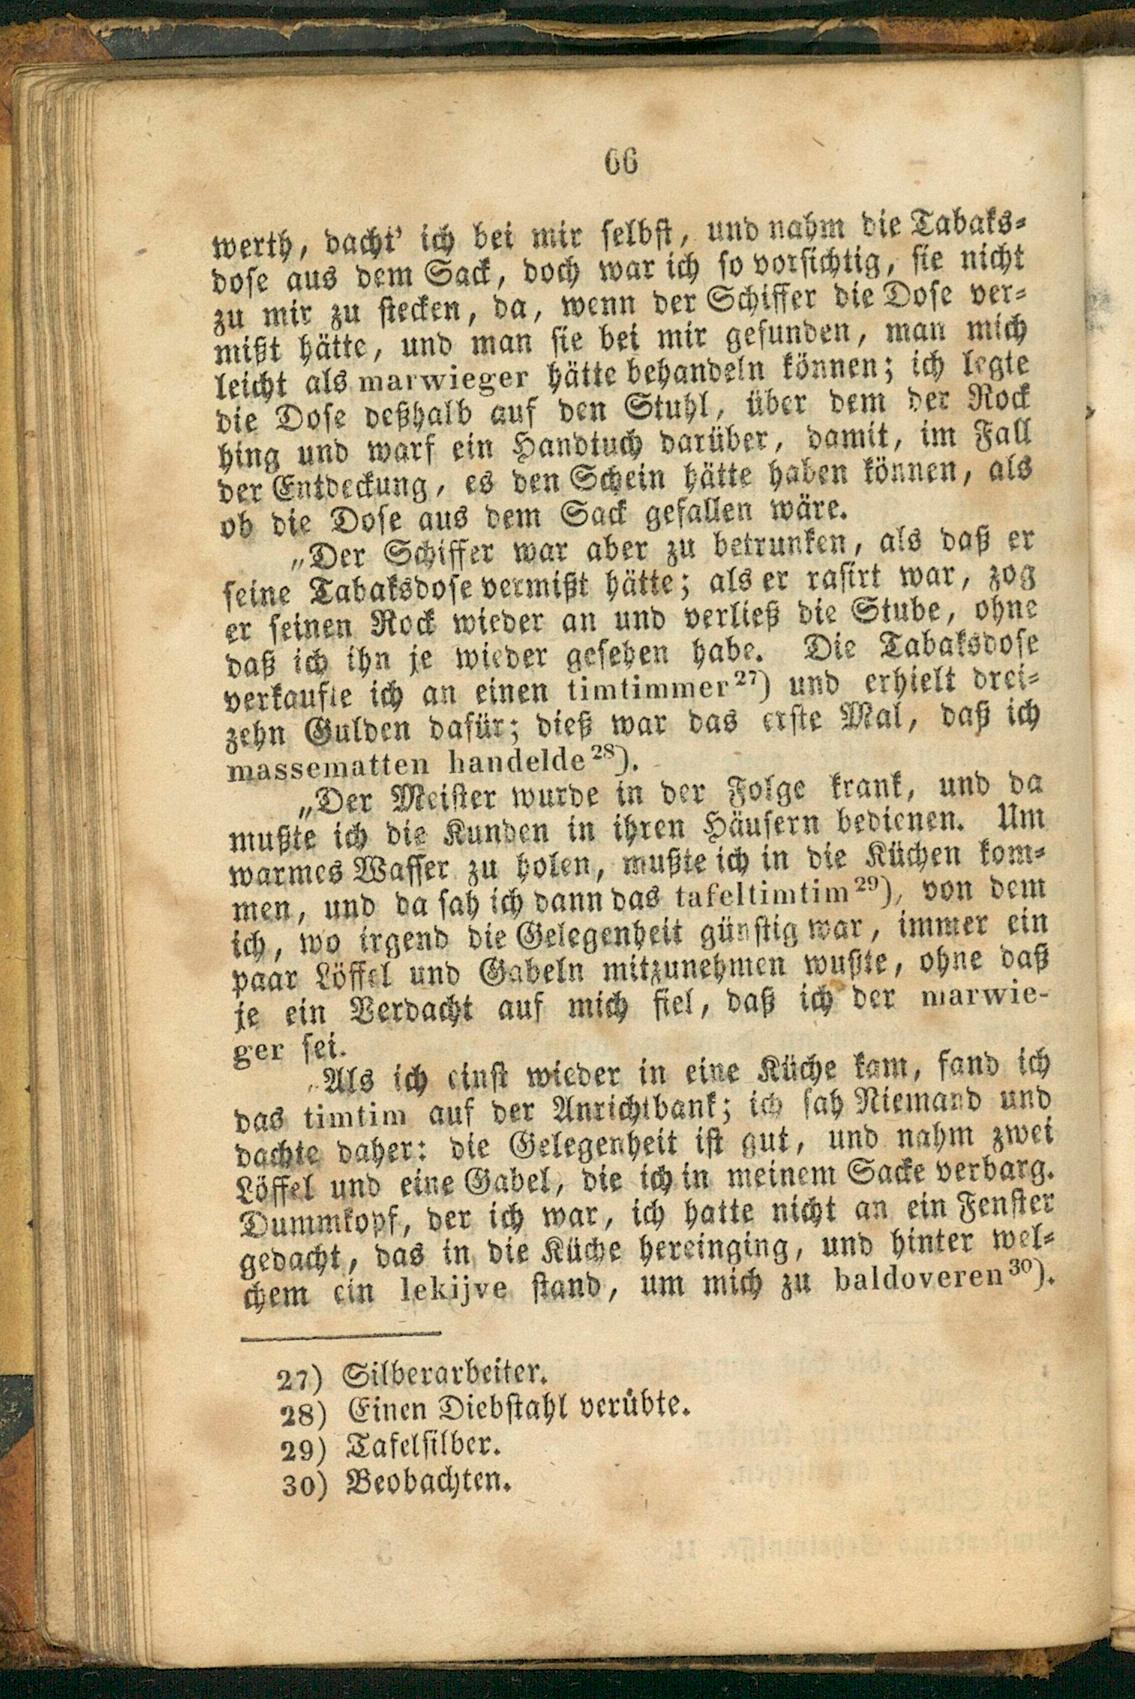 66
werth, dacht' ich bei mir selbst, und nahm die Tabaks-
dose aus dem Sack, doch war ich so vorsichtig, sie nicht
zu mir zu stecken, da, wenn der Schiffer die Dose ver-
mißt hätte, und man sie bei mir gefunden, man mich
leicht als marwieger hätte behandeln können; ich legte
die Dose deßhalb auf den Stuhl, über dem der Rock
hing und warf ein Handtuch darüber, damit, im Fall
der Entdeckung, es den Schein hätte haben können, als
ob die Dose aus dem Sack gefallen wäre.
„Der Schiffer war aber zu betrunken, als daß er
seine Tabaksdose vermißt hätte; als er rasirt war, zog
er seinen Rock wieder an und verließ die Stube, ohne
daß ich ihn je wieder gesehen habe. Die Tabaksdose
verkaufte ich an einen timtimmer27) und erhielt drei-
zehn Gulden dafür; dieß war das erste Mal, daß ich
massematten handelde28).
„Der Meister wurde in der Folge krank, und da
mußte ich die Kunden in ihren Häusern bedienen. Um
warmes Wasser zu holen, mußte ich in die Küchen kom-
men, und da sah ich dann das tafeltimtim29), von dem
ich, wo irgend die Gelegenheit günstig war, immer ein
paar Löffel und Gabeln mitzunehmen wußte, ohne daß
je ein Verdacht auf mich fiel, daß ich der marwie-
ger sei.
„Als ich einst wieder in eine Küche kam, fand ich
das timtim auf der Anrichtbank; ich sah Niemand und
dachte daher: die Gelegenheit ist gut, und nahm zwei
Löffel und eine Gabel, die ich in meinem Sacke verbarg.
Dummkopf, der ich war, ich hatte nicht an ein Fenster
gedacht, das in die Küche hereinging, und hinter wel-
chem ein lekijve stand, um mich zu baldoveren30).
27) Silberarbeiter.
28) Einen Diebstahl verübte.
29) Tafelsilber.
30) Beobachten.